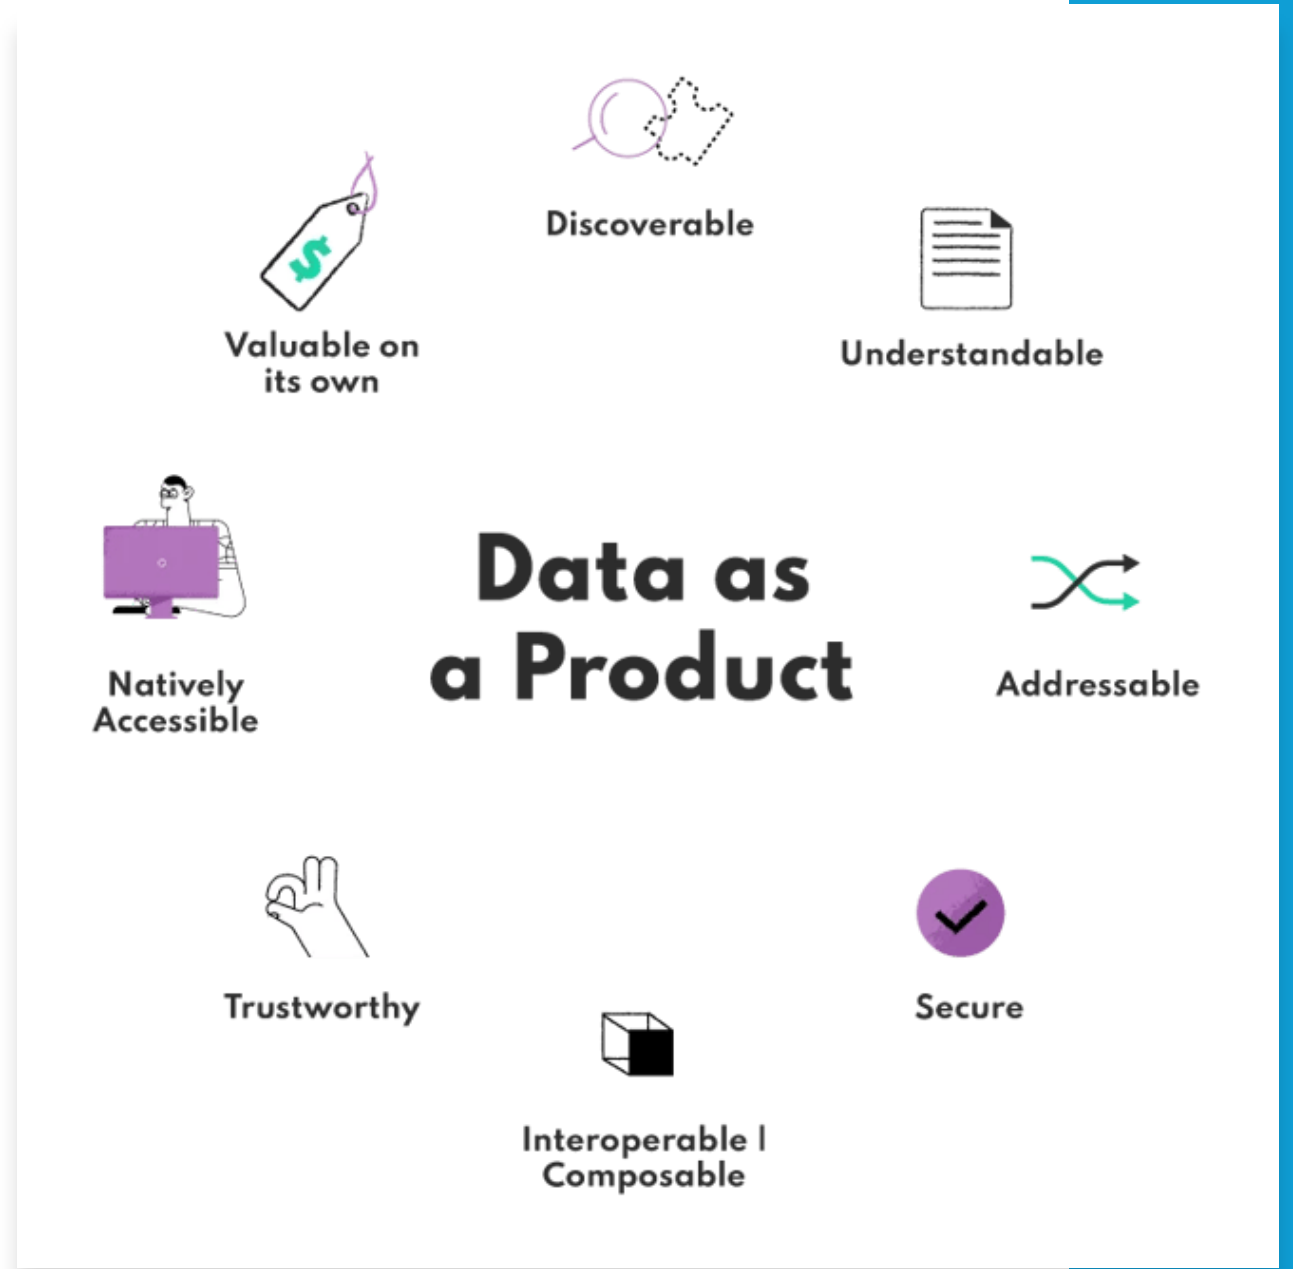 Discoverable
Understandable
Valuable on
its own
Data as
a Product
Natively
Accessible
Addressable
Trustworthy
Secure
Interoperable |
Composable